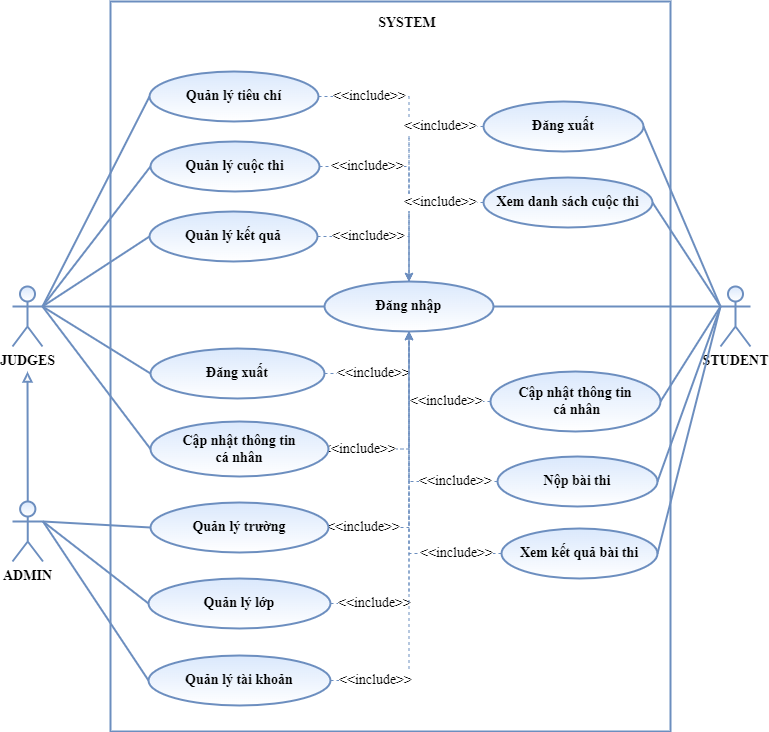 SYSTEM
Quản lý tiêu chí
<<include>>
<<include>>
Đăng xuất
Quản lý cuộc thi
<<include>>
<<include>>
Xem danh sách cuộc thi
Quản lý kết quả
<<include>>
Đăng nhập
JUDGES
STUDENT
Đăng xuất
<<include>>
<<include>>
Cập nhật thông tin
cá nhân
Cập nhật thông tin
cá nhân
<<include>>
<<include>>
Nộp bài thi
Quản lý trường
<<include>>
<<include>>
Xem kết quả bài thi
ADMIN
Quản lý lớp
<<include>>
Quản lý tài khoản
<<include>>